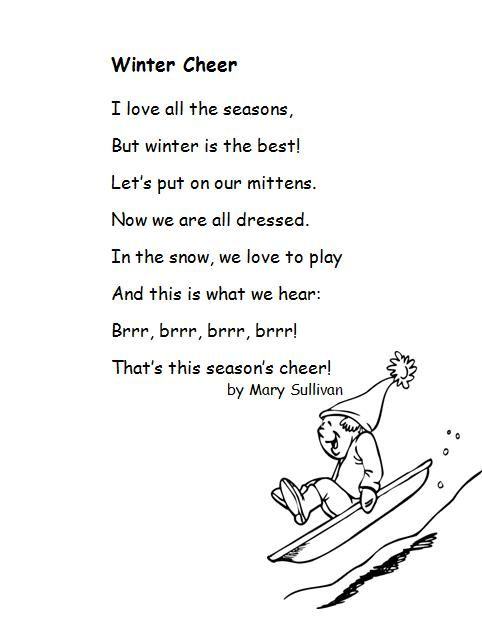 Winter Cheer
I love all the seasons,
But winter is the best!
Let's put on our mittens.
Now we are all dressed.
In the snow, we love to play
And this is what we hear:
Brrr, brrr, brrr, brrr!
That's this season's cheer!
by Mary Sullivan